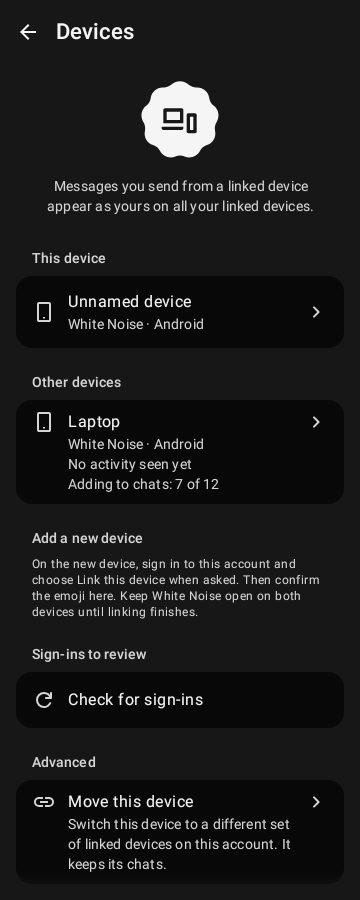 Devices
Messages you send from a linked device
appear as yours on all your linked devices.
This device
Unnamed device
White Noise · Android
Other devices
Laptop
White Noise · Android
No activity seen yet
Adding to chats: 7 of 12
Add a new device
On the new device, sign in to this account and
choose Link this device when asked. Then confirm
the emoji here. Keep White Noise open on both
devices until linking finishes.
Sign-ins to review
Check for sign-ins
Advanced
Move this device
Switch this device to a different set
of linked devices on this account. It
keeps its chats.